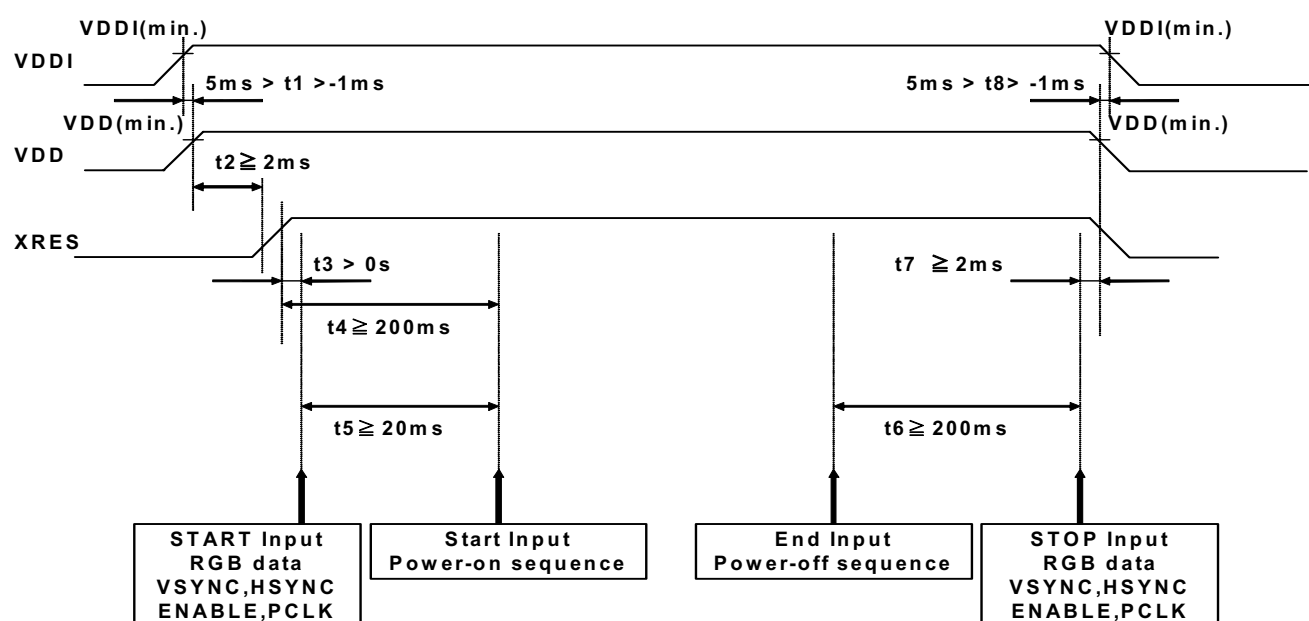 VDDI(min.)
VDDI(min.)
VDDI
5ms > t1 >-1ms
5ms > t8> -1ms
VDD(min.)
VDD(min.)
VDD
t2≧2ms
XRES
t3 > 0s
t7 ≧2ms
t4≧200ms
t5≧20ms
t6≧200ms
START Input
RGB data
VSYNC,HSYNC
ENABLE,PCLK
Start Input
Power-on sequence
End Input
Power-off sequence
STOP Input
RGB data
VSYNC,HSYNC
ENABLE,PCLK